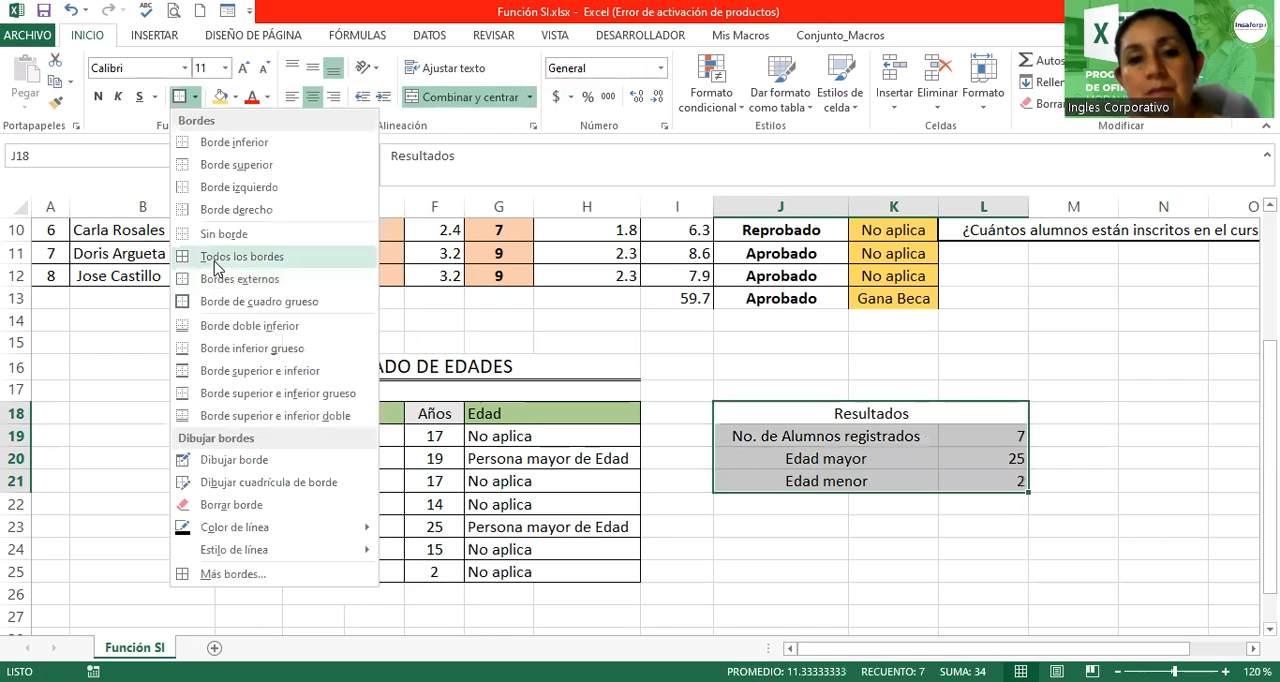 Función SI.xlsx - Excel (Error de activación de productos)
ARCHIVO INICIO INSERTAR DISEÑO DE PÁGINA FÓRMULAS DATOS REVISAR VISTA DESARROLLADOR Mis Macros Conjunto_Macros
Insaforp
Pegar
Calibri 11
N K S
Ajustar texto
Combinar y centrar
General
$ % 000
Formato condicional
Dar formato como tabla
Estilos de celda
Insertar
Eliminar
Formato
Ingles Corporativo
Portapapeles Alineación Número Estilos Celdas Modificar
J18
Resultados
Bordes
Borde inferior
Borde superior
Borde izquierdo
Borde derecho
Sin borde
Todos los bordes
Bordes externos
Borde de cuadro grueso
Borde doble inferior
Borde inferior grueso
Borde superior e inferior
Borde superior e inferior grueso
Borde superior e inferior doble
Dibujar bordes
Dibujar borde
Dibujar cuadrícula de borde
Borrar borde
Color de línea
Estilo de línea
Más bordes...
A B F G H I J K L M N O
10 6 Carla Rosales 2.4 7 1.8 6.3 Reprobado No aplica ¿Cuántos alumnos están inscritos en el curs
11 7 Doris Argueta 3.2 9 2.3 8.6 Aprobado No aplica
12 8 Jose Castillo 3.2 9 2.3 7.9 Aprobado No aplica
13 59.7 Aprobado Gana Beca
14
15
16 ADO DE EDADES
17
18 Años Edad Resultados
19 17 No aplica No. de Alumnos registrados 7
20 19 Persona mayor de Edad Edad mayor 25
21 17 No aplica Edad menor 2
22 14 No aplica
23 25 Persona mayor de Edad
24 15 No aplica
25 2 No aplica
26
27
Función SI
LISTO PROMEDIO: 11.33333333 RECUENTO: 7 SUMA: 34 120 %